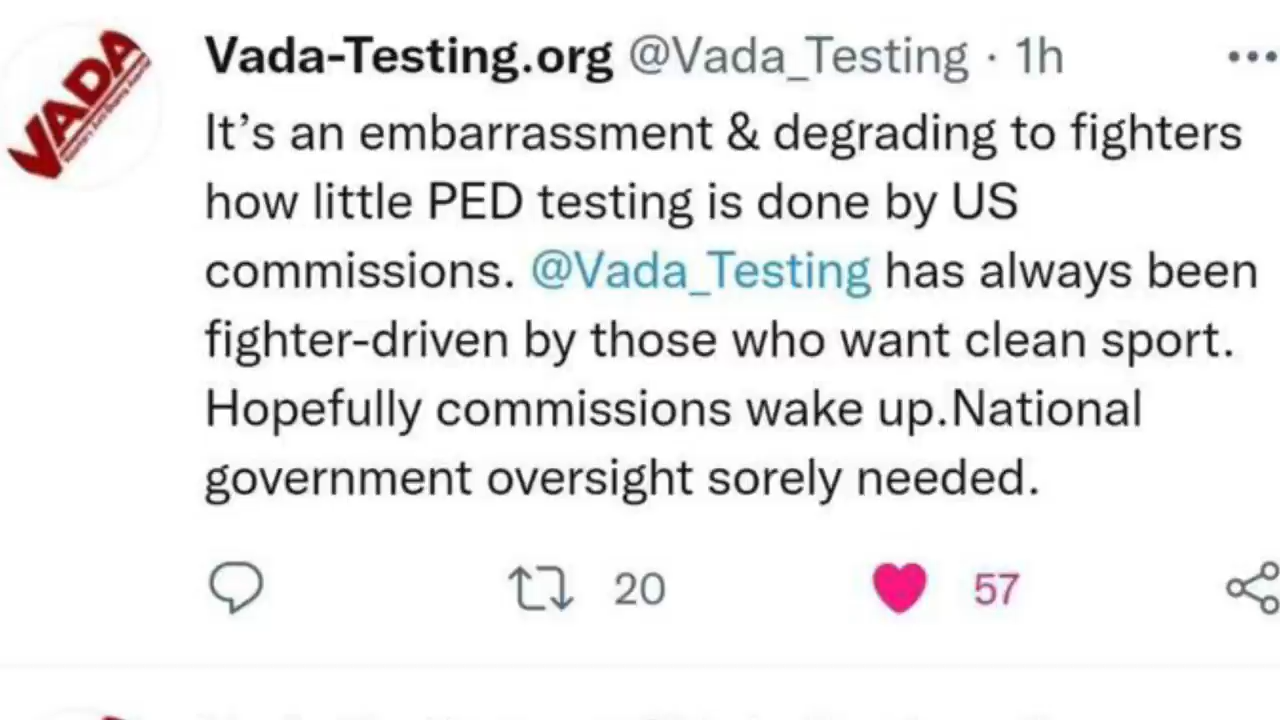 VADA
Vada-Testing.org @Vada_Testing · 1h
It’s an embarrassment & degrading to fighters
how little PED testing is done by US
commissions. @Vada_Testing has always been
fighter-driven by those who want clean sport.
Hopefully commissions wake up.National
government oversight sorely needed.
20 57